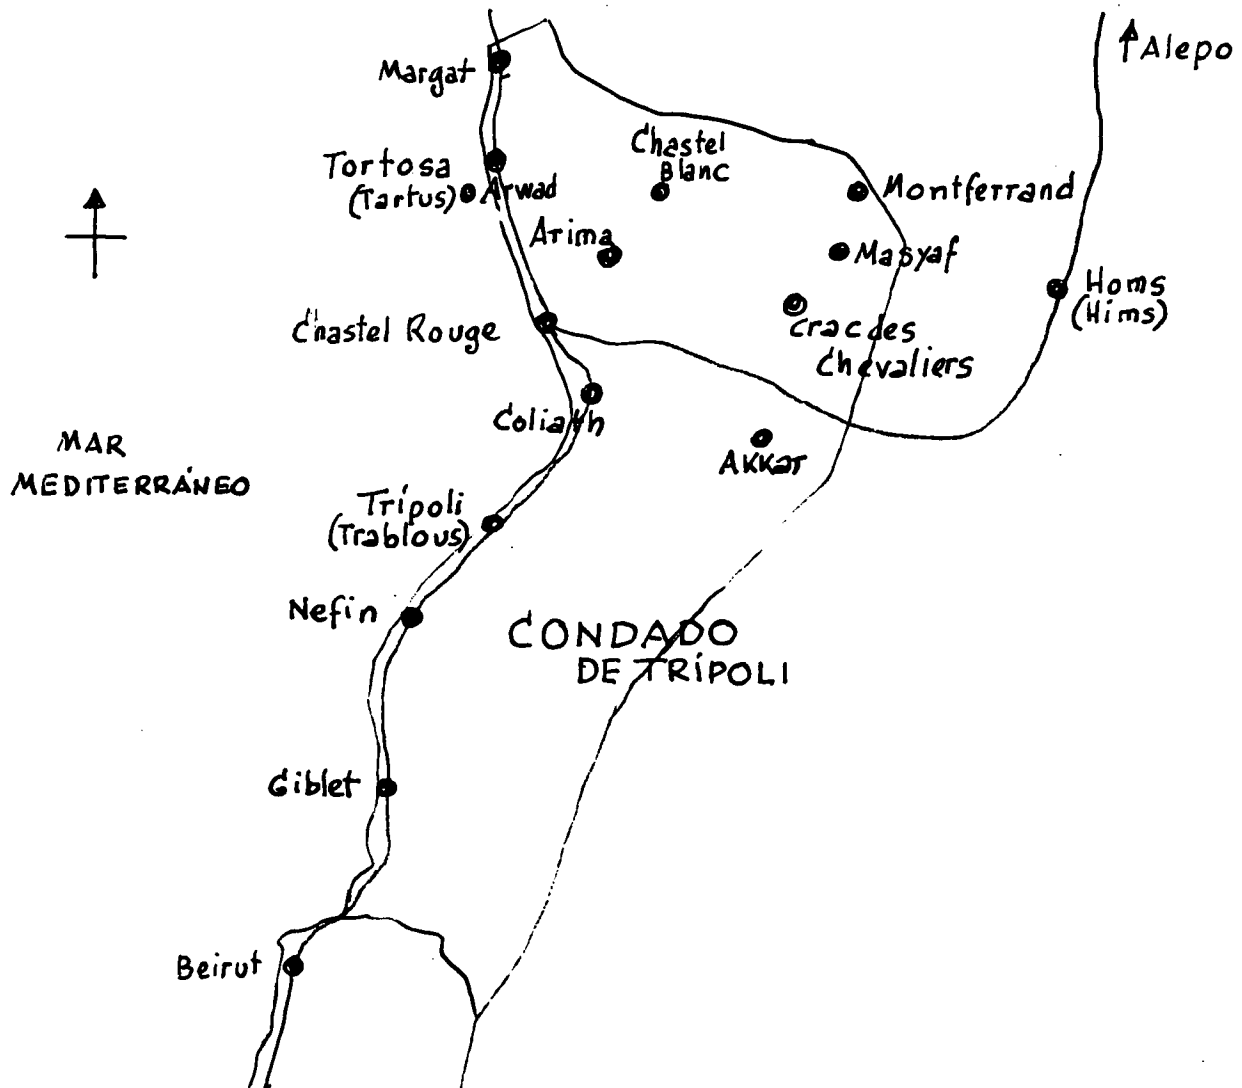 Alepo
Margat
Chastel
Blanc
Tortosa
(Tartus)
Arwad
Montferrand
Arima
Masyaf
Homs
(Hims)
Chastel Rouge
Crac des
Chevaliers
Coliath
Akkar
MAR
MEDITERRÁNEO
Trípoli
(Trablous)
Nefin
CONDADO
DE TRÍPOLI
Giblet
Beirut